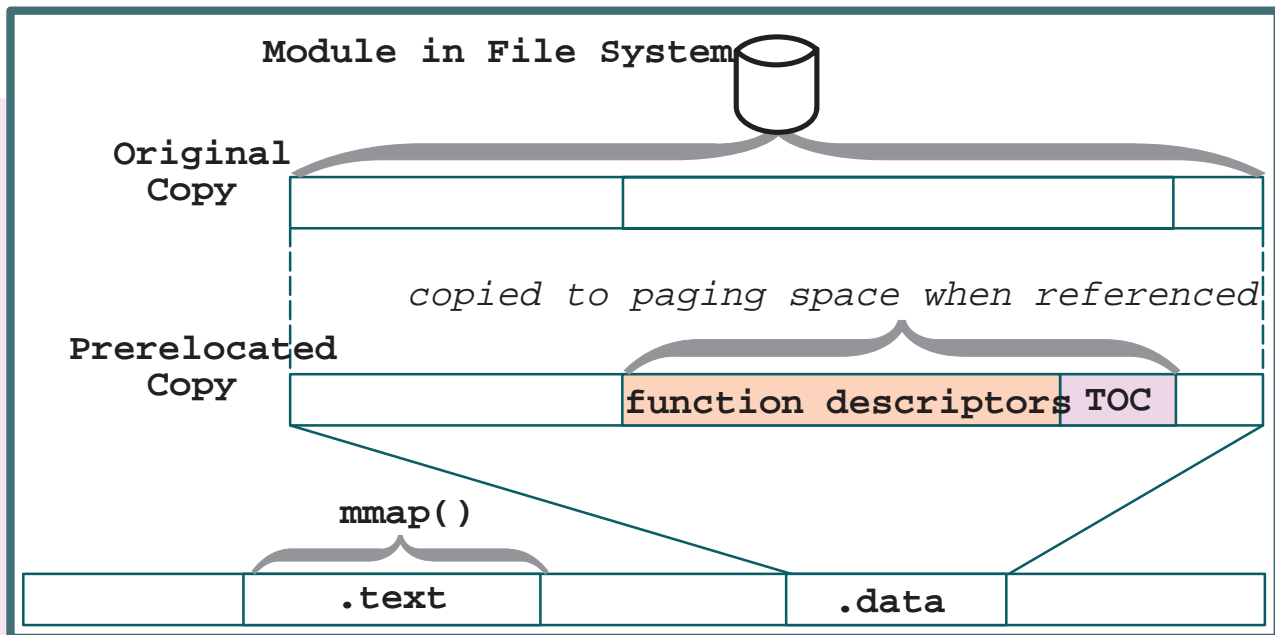 Module in File System
Original
Copy
copied to paging space when referenced
Prerelocated
Copy
function descriptors TOC
mmap()
.text .data